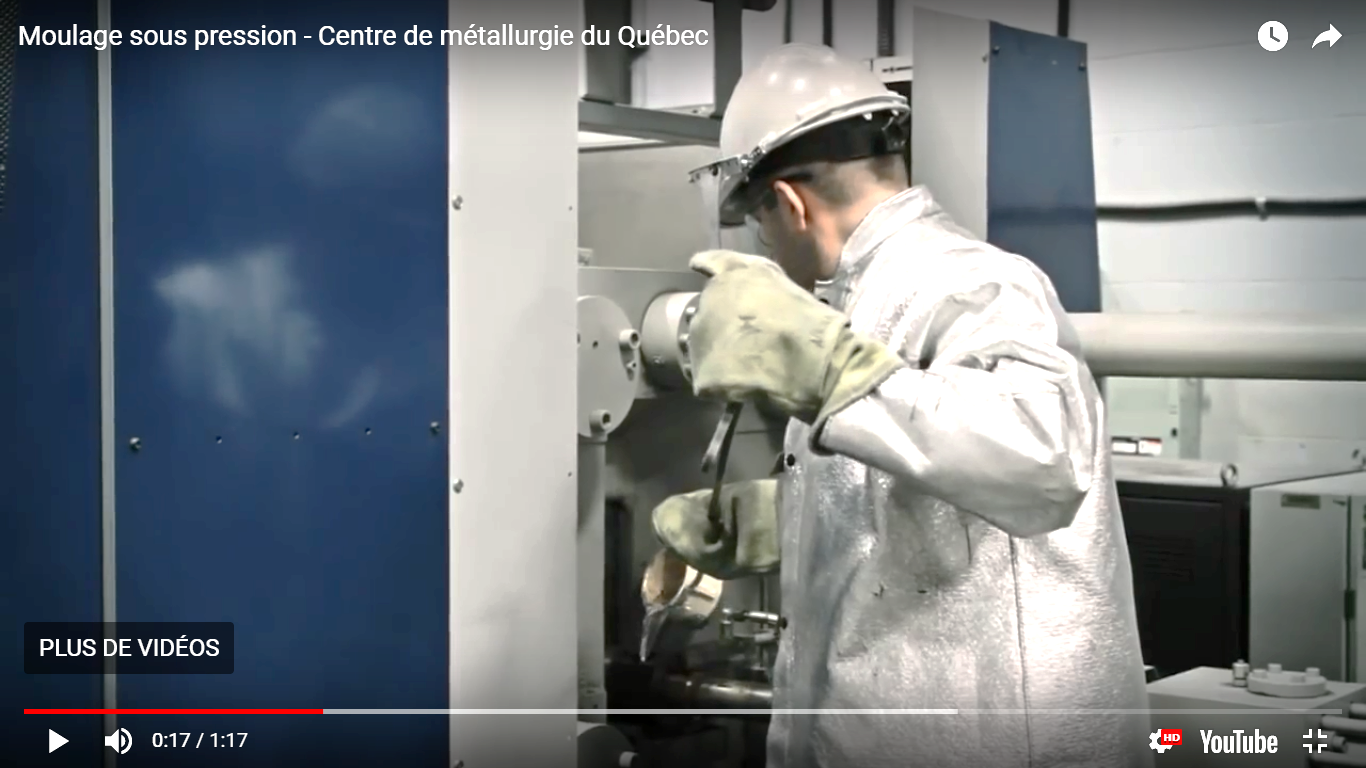 Moulage sous pression - Centre de métallurgie du Québec
PLUS DE VIDÉOS
0:17 / 1:17
HD
YouTube